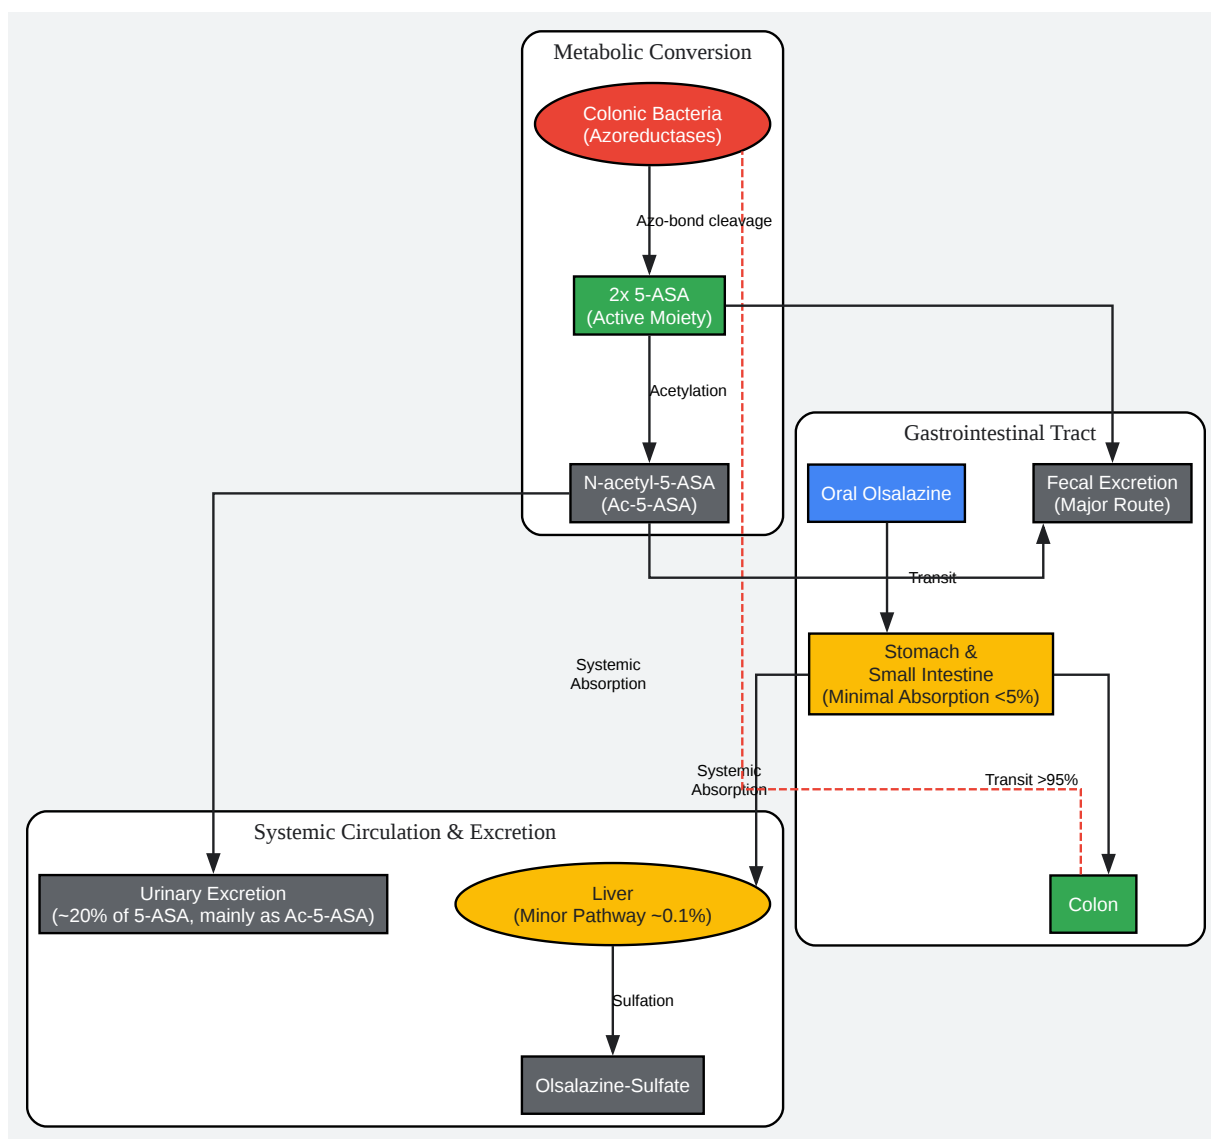 Metabolic Conversion
Colonic Bacteria
(Azoreductases)
Azo-bond cleavage
2x 5-ASA
(Active Moiety)
Acetylation
N-acetyl-5-ASA
(Ac-5-ASA)
Gastrointestinal Tract
Oral Olsalazine
Fecal Excretion
(Major Route)
Transit
Stomach &
Small Intestine
(Minimal Absorption <5%)
Systemic
Absorption
Systemic
Absorption
Transit >95%
Colon
Systemic Circulation & Excretion
Urinary Excretion
(~20% of 5-ASA, mainly as Ac-5-ASA)
Liver
(Minor Pathway ~0.1%)
Sulfation
Olsalazine-Sulfate